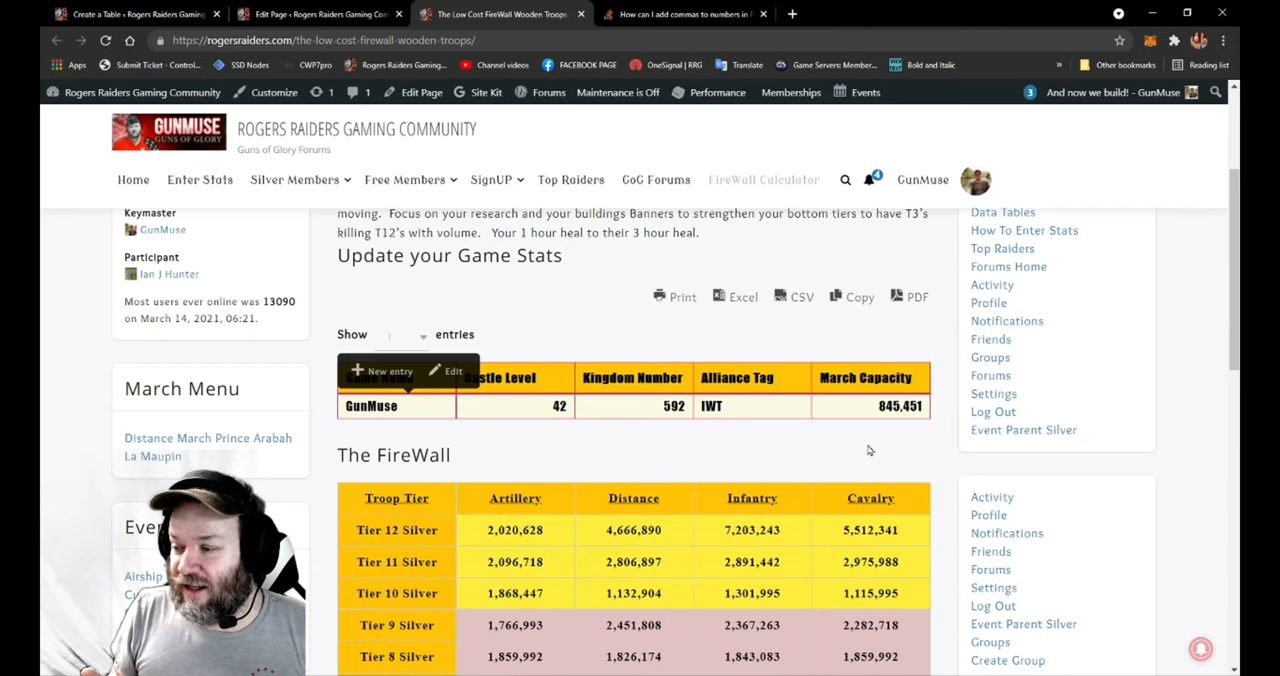 Create a Table ‹ Rogers Raiders Gaming
Edit Page ‹ Rogers Raiders Gaming Com
The Low Cost FireWall Wooden Troops
How can I add commas to numbers in
https://rogersraiders.com/the-low-cost-firewall-wooden-troops/
Apps Submit Ticket - Control... SSD Nodes CWP7pro Rogers Raiders Gaming... Channel videos FACEBOOK PAGE OneSignal | RRG Translate Game Servers: Member... Bold and Italic » Other bookmarks Reading list
Rogers Raiders Gaming Community Customize 1 1 Edit Page Site Kit Forums Maintenance is Off Performance Memberships Events 3 And now we build! - GunMuse
GUNMUSE
GUNS OF GLORY
ROGERS RAIDERS GAMING COMMUNITY
Guns of Glory Forums
Home Enter Stats Silver Members Free Members SignUP Top Raiders GoG Forums FireWall Calculator 4 GunMuse
Keymaster
GunMuse
Participant
Ian J Hunter
Most users ever online was 13090
on March 14, 2021, 06:21.
March Menu
Distance March Prince Arabah
La Maupin
Even
Airship
Cu
moving. Focus on your research and your buildings Banners to strengthen your bottom tiers to have T3's
killing T12's with volume. Your 1 hour heal to their 3 hour heal.
Update your Game Stats
Print Excel CSV Copy PDF
Show entries
New entry Edit
Game Name Castle Level Kingdom Number Alliance Tag March Capacity
GunMuse 42 592 IWT 845,451
The FireWall
Troop Tier Artillery Distance Infantry Cavalry
Tier 12 Silver 2,020,628 4,666,890 7,203,243 5,512,341
Tier 11 Silver 2,096,718 2,806,897 2,891,442 2,975,988
Tier 10 Silver 1,868,447 1,132,904 1,301,995 1,115,995
Tier 9 Silver 1,766,993 2,451,808 2,367,263 2,282,718
Tier 8 Silver 1,859,992 1,826,174 1,843,083 1,859,992
Data Tables
How To Enter Stats
Top Raiders
Forums Home
Activity
Profile
Notifications
Friends
Groups
Forums
Settings
Log Out
Event Parent Silver
Activity
Profile
Notifications
Friends
Forums
Settings
Log Out
Event Parent Silver
Groups
Create Group